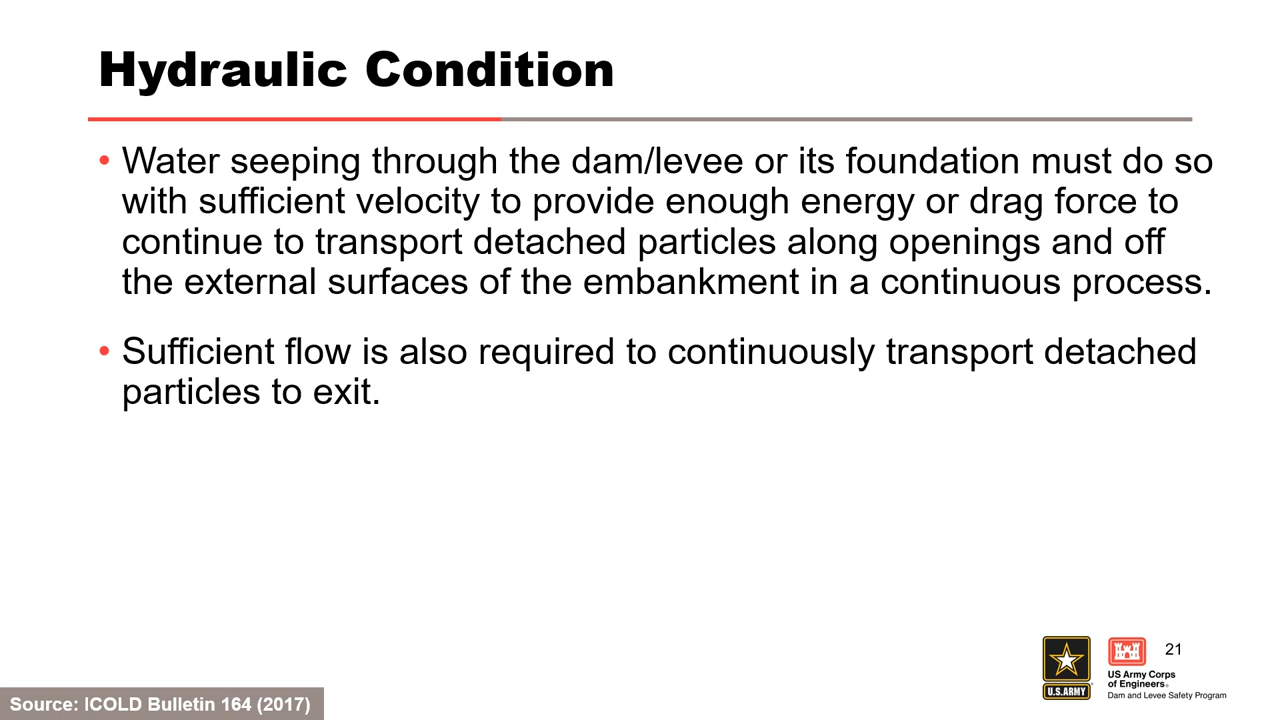 Hydraulic Condition
• Water seeping through the dam/levee or its foundation must do so
with sufficient velocity to provide enough energy or drag force to
continue to transport detached particles along openings and off
the external surfaces of the embankment in a continuous process.
• Sufficient flow is also required to continuously transport detached
particles to exit.
21
U.S. ARMY
US Army Corps
of Engineers®
Dam and Levee Safety Program
Source: ICOLD Bulletin 164 (2017)